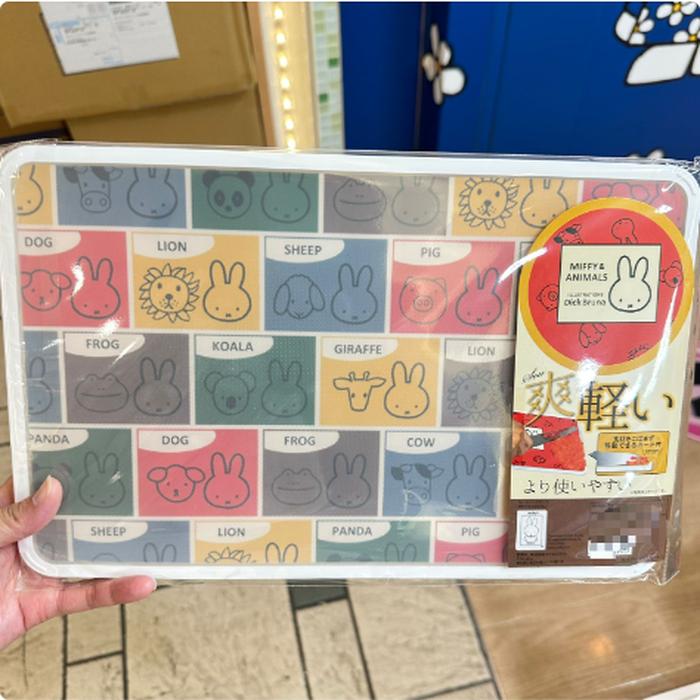 DOG
LION
SHEEP
PIG
FROG
KOALA
GIRAFFE
LION
PANDA
DOG
FROG
COW
SHEEP
LION
PANDA
PIG
MIFFY &
ANIMALS
ILLUSTRATIONS
Dick Bruna
爽軽い
より使いやすい